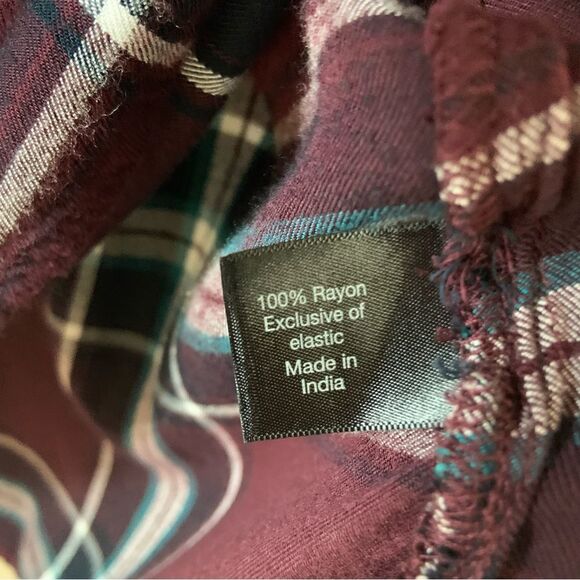 100% Rayon
Exclusive of
elastic
Made in
India